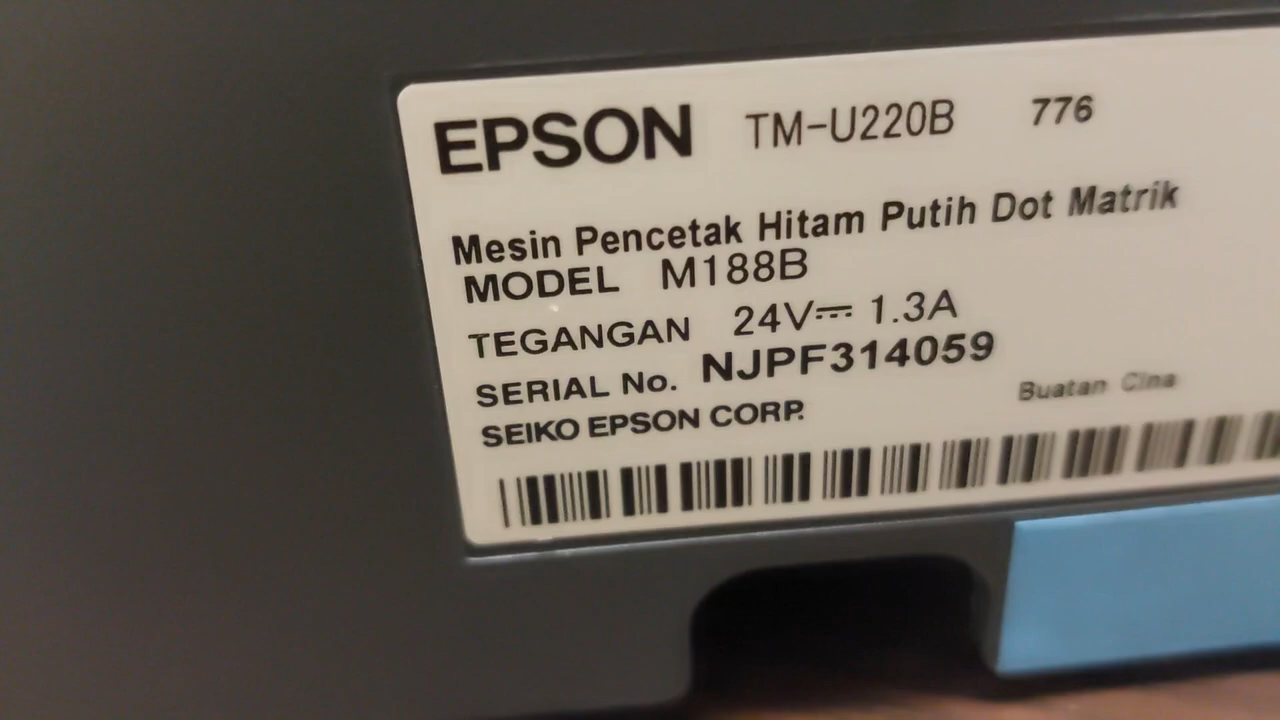 EPSON TM-U220B 776
Mesin Pencetak Hitam Putih Dot Matrik
MODEL M188B
TEGANGAN 24V⎓ 1.3A
SERIAL No. NJPF314059
SEIKO EPSON CORP. Buatan Cina